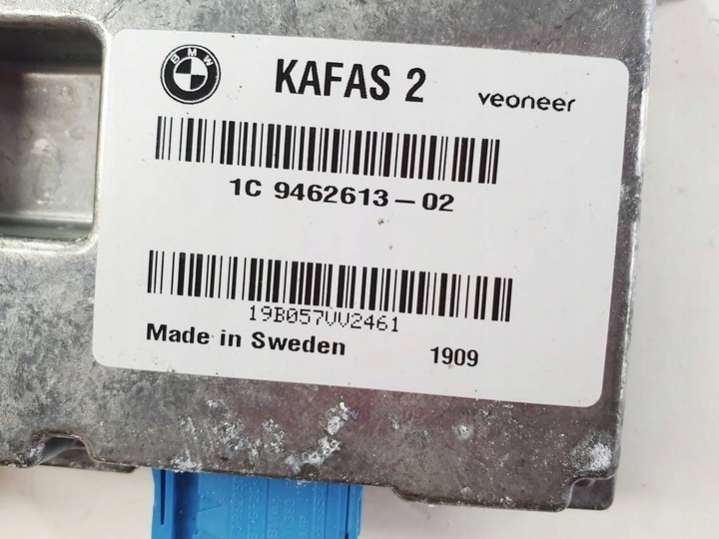 BMW
KAFAS 2
veoneer
1C 9462613-02
19B057VV2461
Made in Sweden
1909